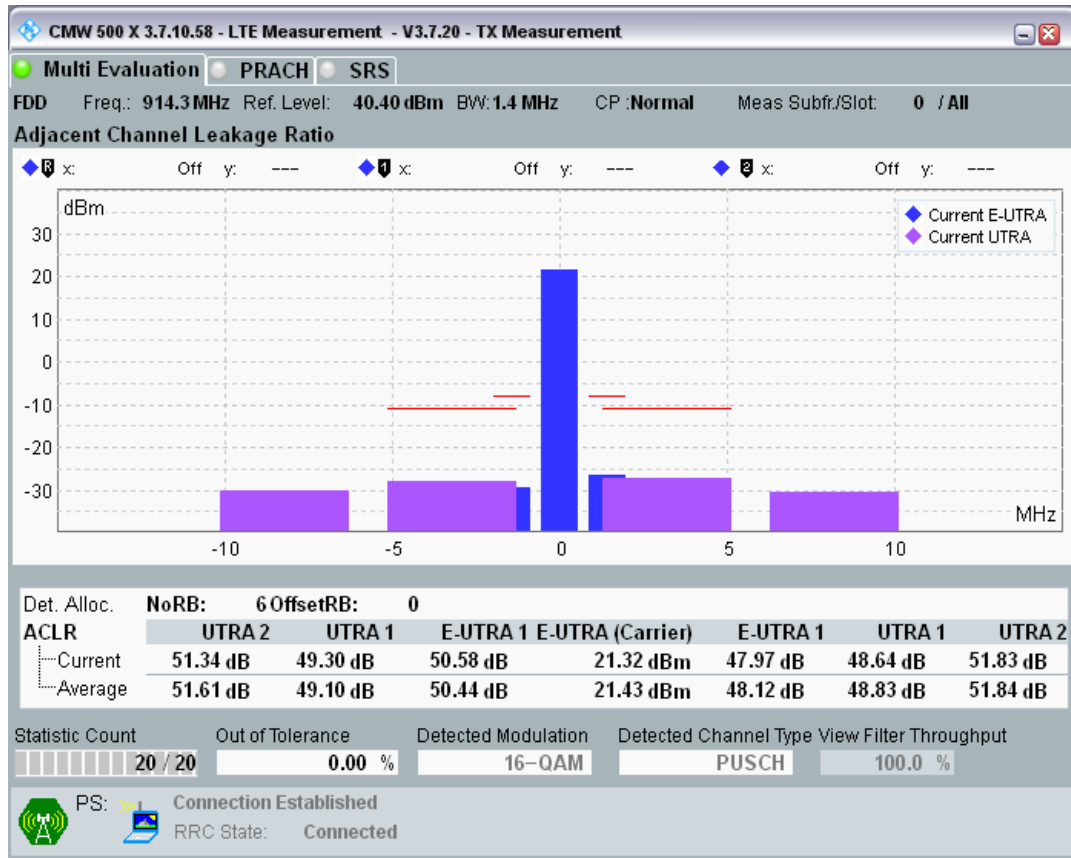 CMW 500 X 3.7.10.58 - LTE Measurement - V3.7.20 - TX Measurement
Multi Evaluation PRACH SRS
FDD Freq.: 914.3 MHz Ref. Level: 40.40 dBm BW: 1.4 MHz CP :Normal Meas Subfr./Slot: 0 / All
Adjacent Channel Leakage Ratio
R x: Off y: --- 1 x: Off y: --- 2 x: Off y: ---
dBm
Current E-UTRA
Current UTRA
30
20
10
0
-10
-20
-30
MHz
-10 -5 0 5 10
Det. Alloc. NoRB: 6 OffsetRB: 0
ACLR UTRA 2 UTRA 1 E-UTRA 1 E-UTRA (Carrier) E-UTRA 1 UTRA 1 UTRA 2
Current 51.34 dB 49.30 dB 50.58 dB 21.32 dBm 47.97 dB 48.64 dB 51.83 dB
Average 51.61 dB 49.10 dB 50.44 dB 21.43 dBm 48.12 dB 48.83 dB 51.84 dB
Statistic Count Out of Tolerance Detected Modulation Detected Channel Type View Filter Throughput
20 / 20 0.00 % 16-QAM PUSCH 100.0 %
PS: Connection Established
RRC State: Connected